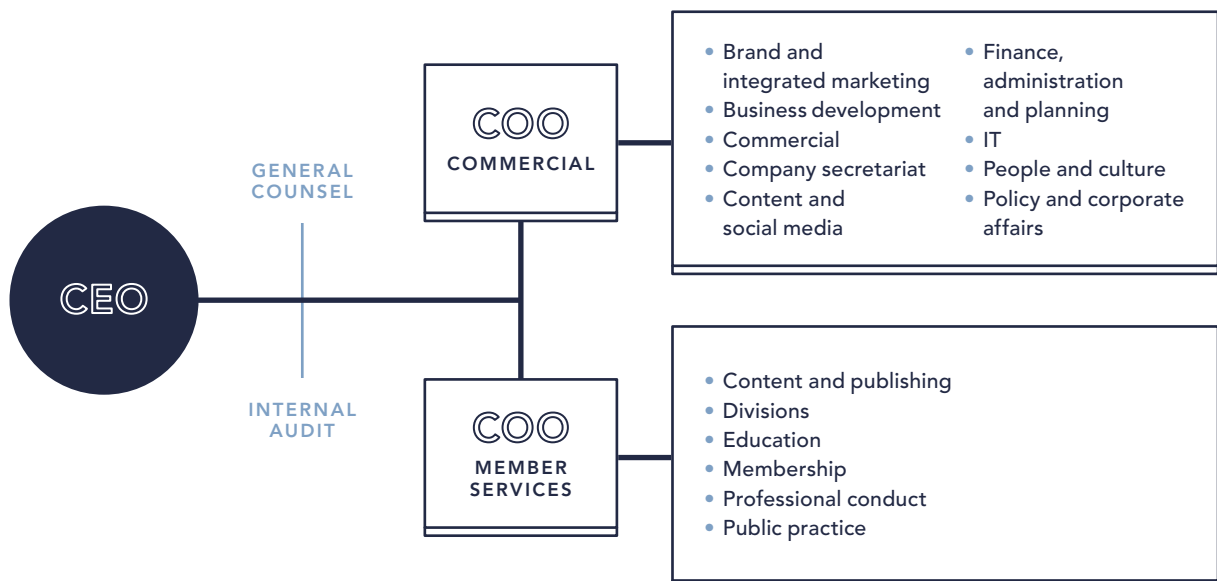 CEO
GENERAL
COUNSEL
INTERNAL
AUDIT
COO
COMMERCIAL
• Brand and
integrated marketing
• Business development
• Commercial
• Company secretariat
• Content and
social media
• Finance,
administration
and planning
• IT
• People and culture
• Policy and corporate
affairs
COO
MEMBER
SERVICES
• Content and publishing
• Divisions
• Education
• Membership
• Professional conduct
• Public practice